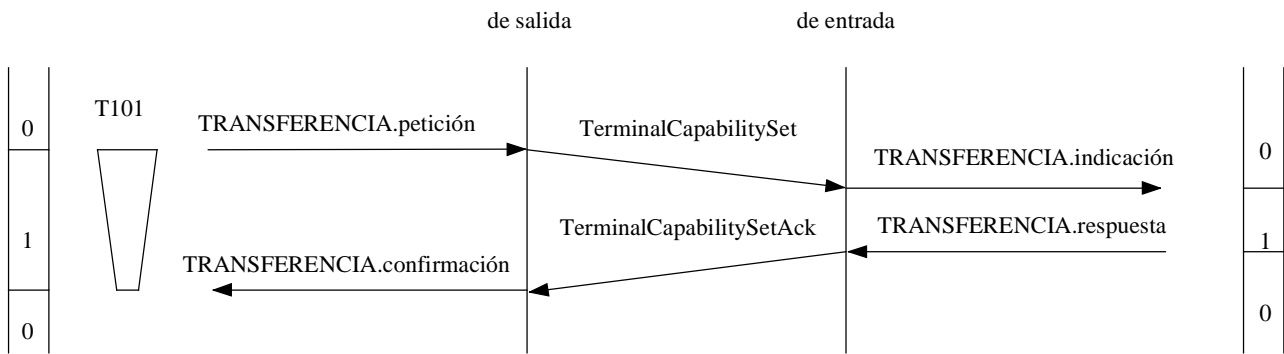 de salida
de entrada
T101
0
TRANSFERENCIA.petición
TerminalCapabilitySet
TRANSFERENCIA.indicación
0
1
TerminalCapabilitySetAck
TRANSFERENCIA.respuesta
1
TRANSFERENCIA.confirmación
0
0